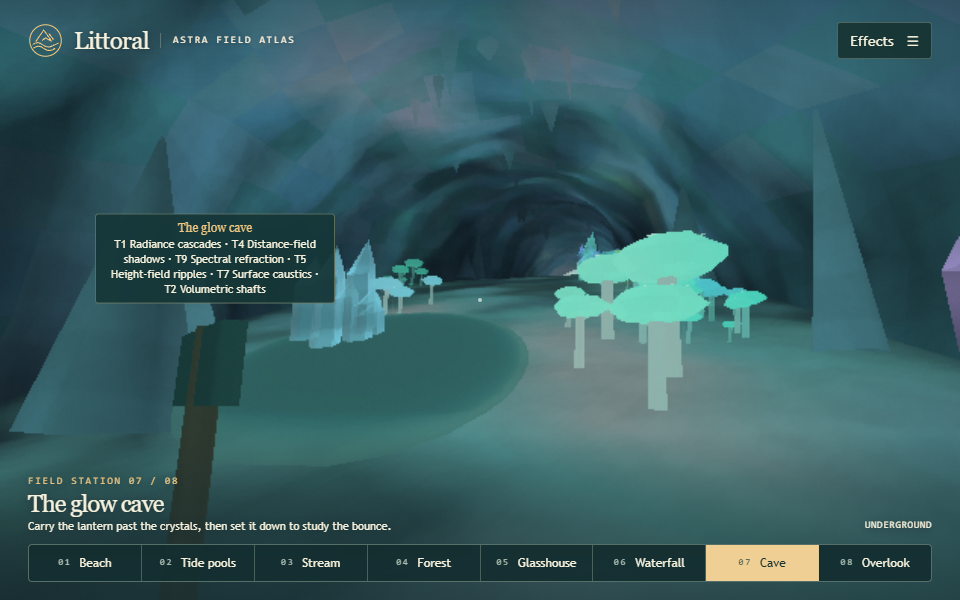 Littoral
ASTRA FIELD ATLAS
Effects
The glow cave
T1 Radiance cascades · T4 Distance-field
shadows · T9 Spectral refraction · T5
Height-field ripples · T7 Surface caustics ·
T2 Volumetric shafts
FIELD STATION 07 / 08
The glow cave
Carry the lantern past the crystals, then set it down to study the bounce.
UNDERGROUND
01 Beach
02 Tide pools
03 Stream
04 Forest
05 Glasshouse
06 Waterfall
07 Cave
08 Overlook